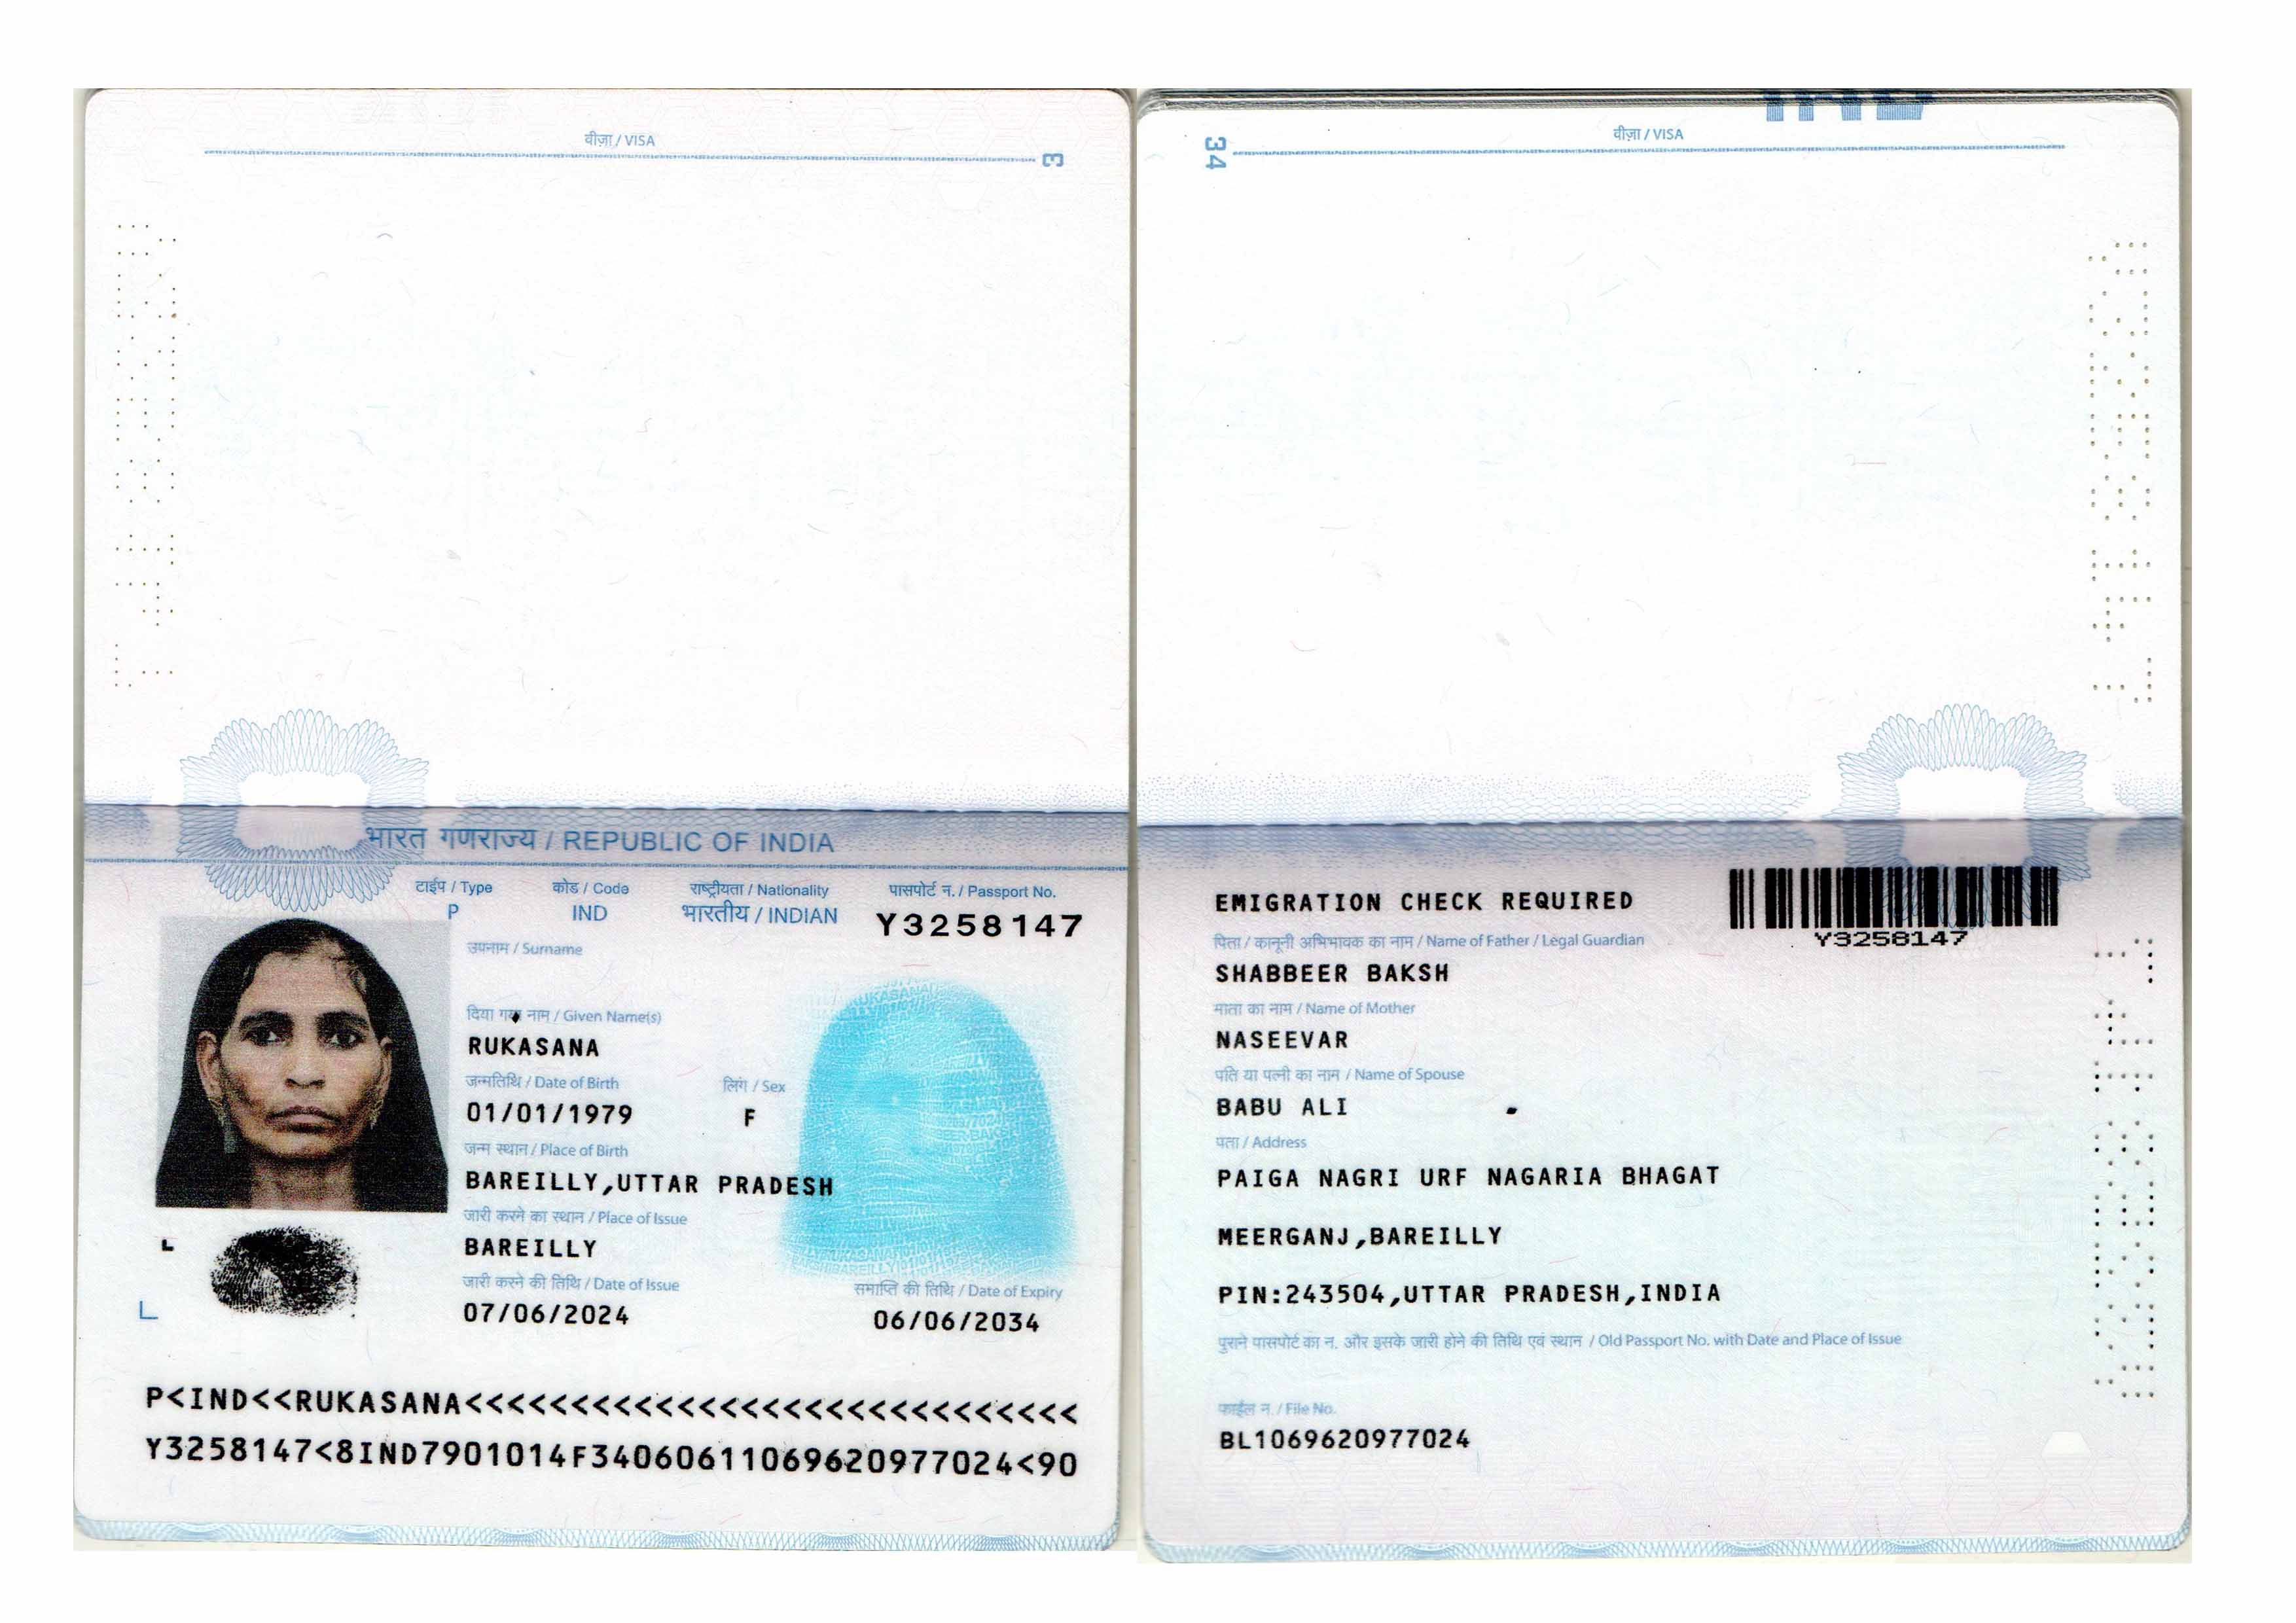 वीज़ा / VISA
3
भारत गणराज्य / REPUBLIC OF INDIA
टाईप / Type
कोड / Code
राष्ट्रीयता / Nationality
पासपोर्ट न. / Passport No.
P
IND
भारतीय / INDIAN
Y3258147
उपनाम / Surname
दिया गया नाम / Given Name(s)
RUKASANA
जन्मतिथि / Date of Birth
लिंग / Sex
01/01/1979
F
जन्म स्थान / Place of Birth
BAREILLY,UTTAR PRADESH
जारी करने का स्थान / Place of Issue
BAREILLY
जारी करने की तिथि / Date of Issue
समाप्ति की तिथि / Date of Expiry
07/06/2024
06/06/2034
L
L
P<IND<<RUKASANA<<<<<<<<<<<<<<<<<<<<<<<<<<<<<
Y3258147<8IND7901014F34060611069620977024<90
वीज़ा / VISA
34
EMIGRATION CHECK REQUIRED
Y3258147
पिता / कानूनी अभिभावक का नाम / Name of Father / Legal Guardian
SHABBEER BAKSH
माता का नाम / Name of Mother
NASEEVAR
पति या पत्नी का नाम / Name of Spouse
BABU ALI
पता / Address
PAIGA NAGRI URF NAGARIA BHAGAT
MEERGANJ,BAREILLY
PIN:243504,UTTAR PRADESH,INDIA
पुराने पासपोर्ट का न. और इसके जारी होने की तिथि एवं स्थान / Old Passport No. with Date and Place of Issue
फाईल न. / File No.
BL1069620977024